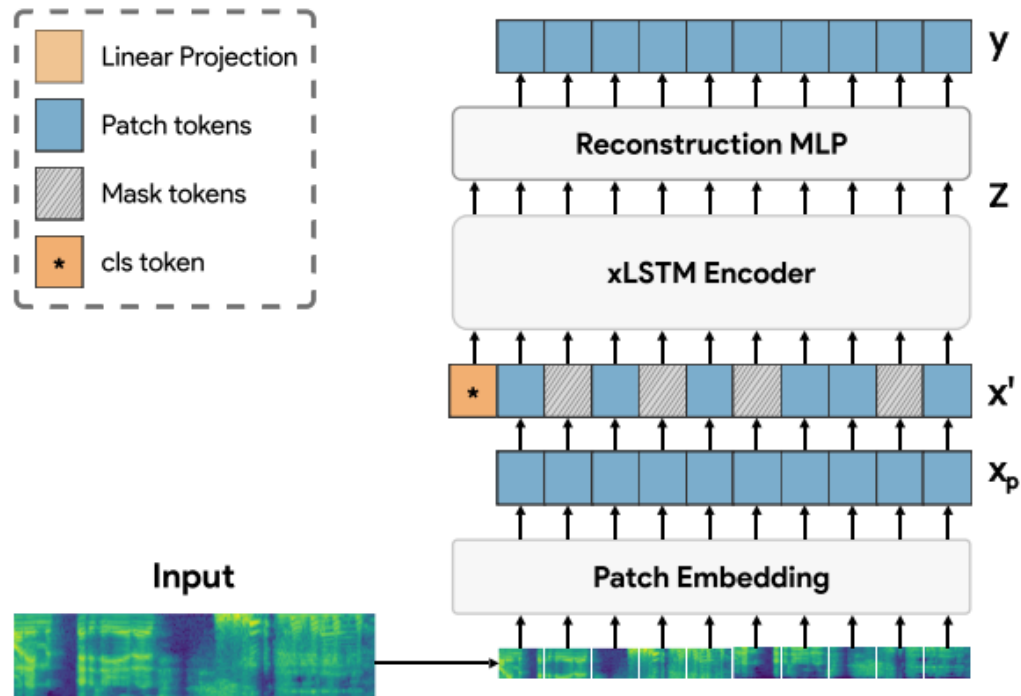 Linear Projection
Patch tokens
Mask tokens
*
cls token
y
Reconstruction MLP
z
xLSTM Encoder
*
x'
xp
Patch Embedding
Input